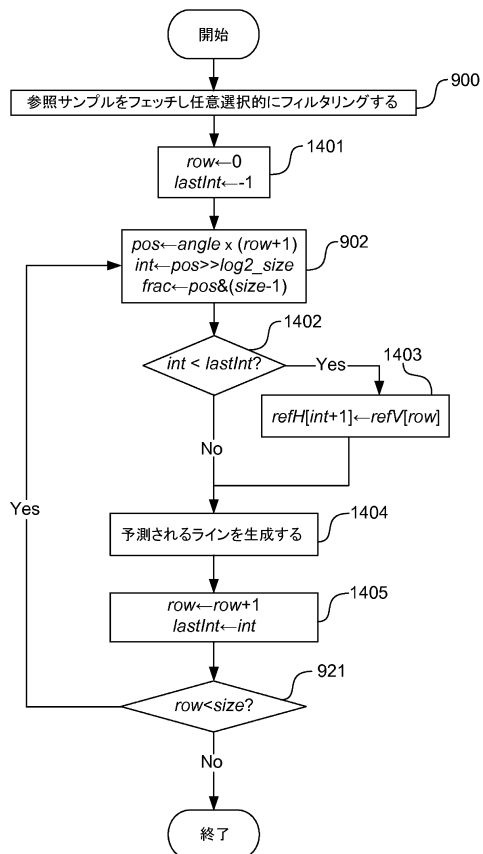 開始
参照サンプルをフェッチし任意選択的にフィルタリングする
900
row←0
lastInt←-1
1401
pos←angle x (row+1)
int←pos>>log2_size
frac←pos&(size-1)
902
1402
int < lastInt?
Yes
1403
refH[int+1]←refV[row]
No
Yes
予測されるラインを生成する
1404
row←row+1
lastInt←int
1405
row<size?
921
No
終了